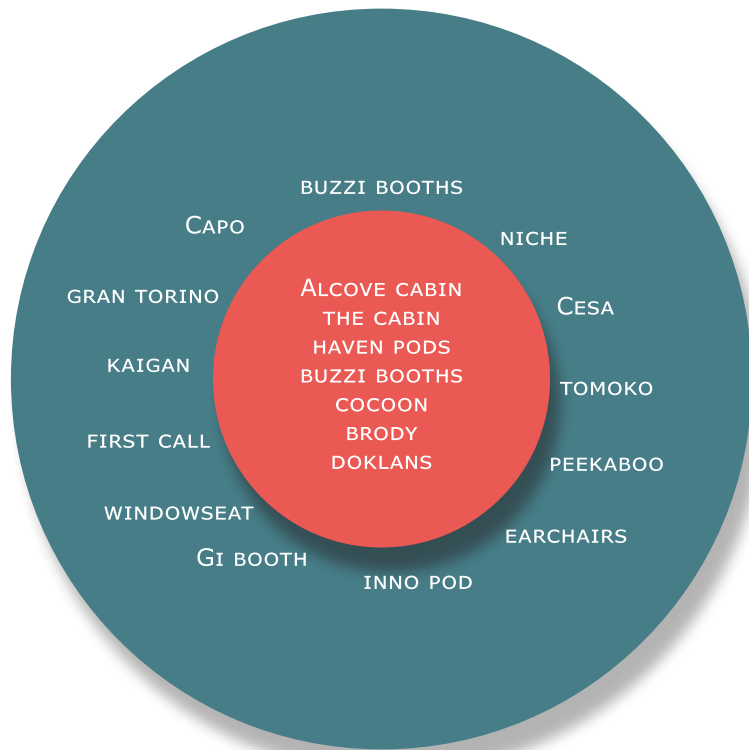 BUZZI BOOTHS
CAPO
NICHE
GRAN TORINO
ALCOVE CABIN
CESA
THE CABIN
HAVEN PODS
KAIGAN
BUZZI BOOTHS
TOMOKO
COCOON
BRODY
FIRST CALL
DOKLANS
PEEKABOO
WINDOWSEAT
EARCHAIRS
GI BOOTH
INNO POD